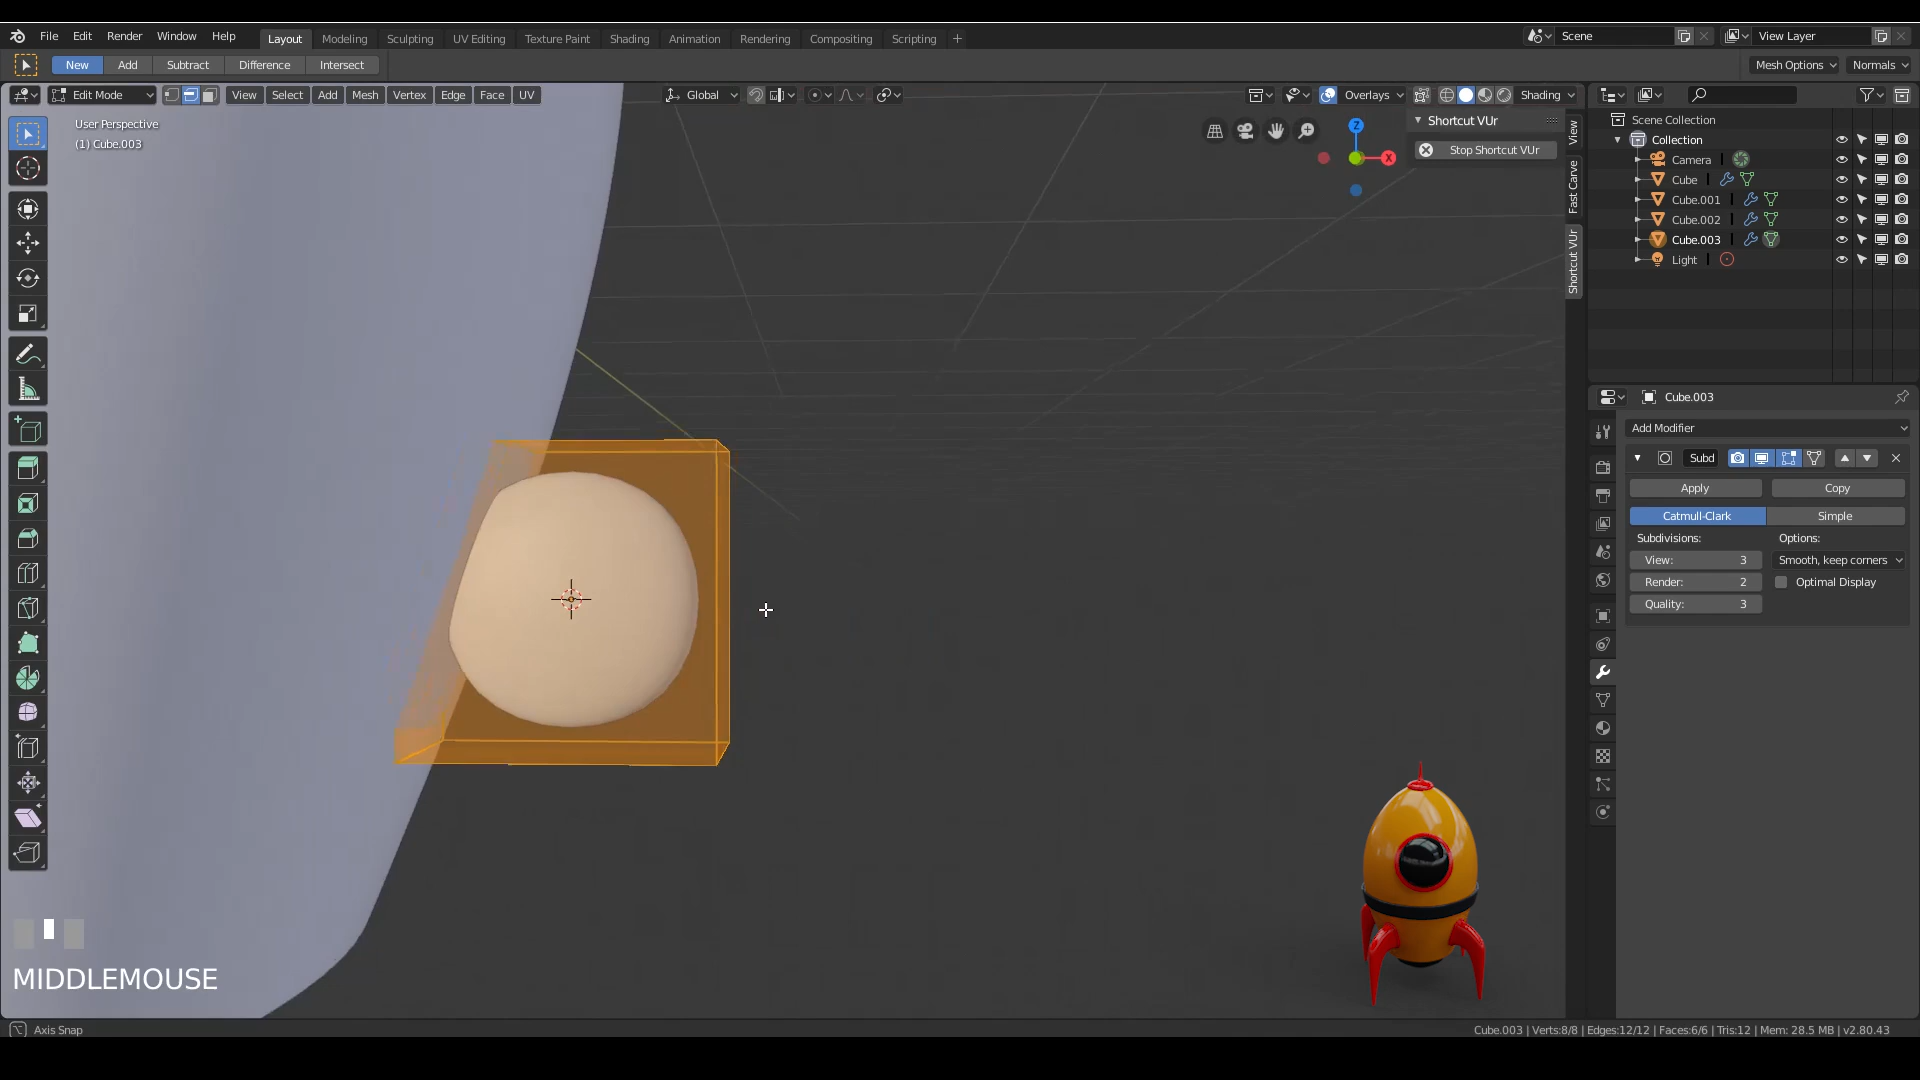 File Edit Render Window Help Layout Modeling Sculpting UV Editing Texture Paint Shading Animation Rendering Compositing Scripting + Scene View Layer
New Add Subtract Difference Intersect Mesh Options Normals
Edit Mode View Select Add Mesh Vertex Edge Face UV Global Overlays Shading
User Perspective
(1) Cube.003
Z
X
Shortcut VUr
Stop Shortcut VUr
View
Fast Carve
Shortcut VUr
Scene Collection
Collection
Camera
Cube
Cube.001
Cube.002
Cube.003
Light
Cube.003
Add Modifier
Subd
Apply Copy
Catmull-Clark Simple
Subdivisions: Options:
View: 3 Smooth, keep corners
Render: 2 Optimal Display
Quality: 3
MIDDLEMOUSE
Axis Snap
Cube.003 | Verts:8/8 | Edges:12/12 | Faces:6/6 | Tris:12 | Mem: 28.5 MB | v2.80.43